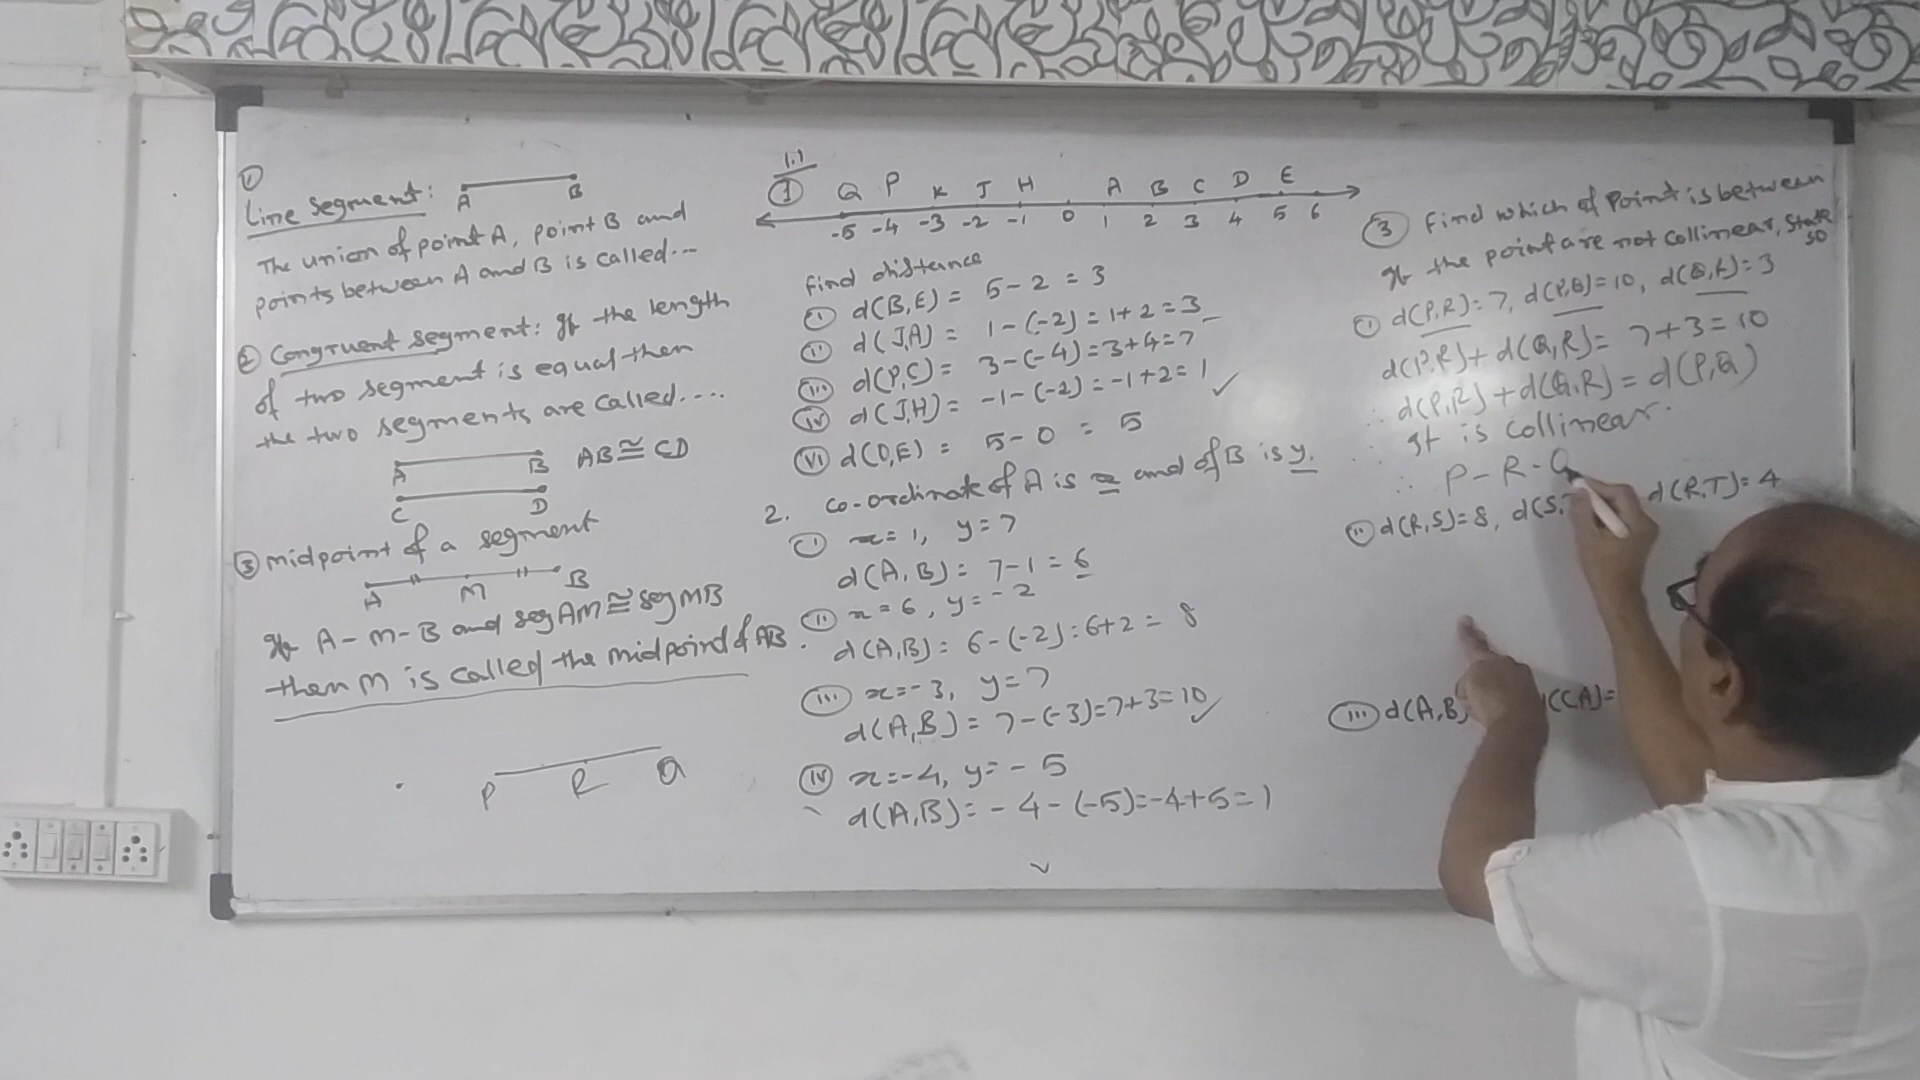 ①
Line segment: A B
The union of point A, point B and
points between A and B is called...
② Congruent segment: If the length
of two segment is equal then
the two segments are called....
A B AB ≅ CD
C D
③ midpoint of a segment
A M B
If A-M-B and seg AM ≅ seg MB
then M is called the midpoint of AB.
P R Q
1.1
① Q P K J H A B C D E
-5 -4 -3 -2 -1 0 1 2 3 4 5 6
find distance
(i) d(B,E) = 5-2 = 3
(ii) d(J,A) = 1-(-2) = 1+2 = 3
(iii) d(P,C) = 3-(-4) = 3+4 = 7
(iv) d(J,H) = -1-(-2) = -1+2 = 1 ✓
(vi) d(O,E) = 5-0 = 5
2. co-ordinate of A is x and of B is y.
(i) x=1, y=7
d(A,B) = 7-1 = 6
(ii) x=6, y=-2
d(A,B) = 6-(-2) = 6+2 = 8
(iii) x=-3, y=7
d(A,B) = 7-(-3) = 7+3 = 10 ✓
(iv) x=-4, y=-5
d(A,B) = -4-(-5) = -4+5 = 1
③ Find which of Point is between
If the point are not collinear, State so
(i) d(P,R)=7, d(P,Q)=10, d(Q,R)=3
d(P,R)+d(Q,R) = 7+3 = 10
∴ d(P,R)+d(Q,R) = d(P,Q)
∴ It is collinear.
∴ P-R-Q
(ii) d(R,S)=8, d(S, d(R,T)=4
(iii) d(A,B) (C,A)=